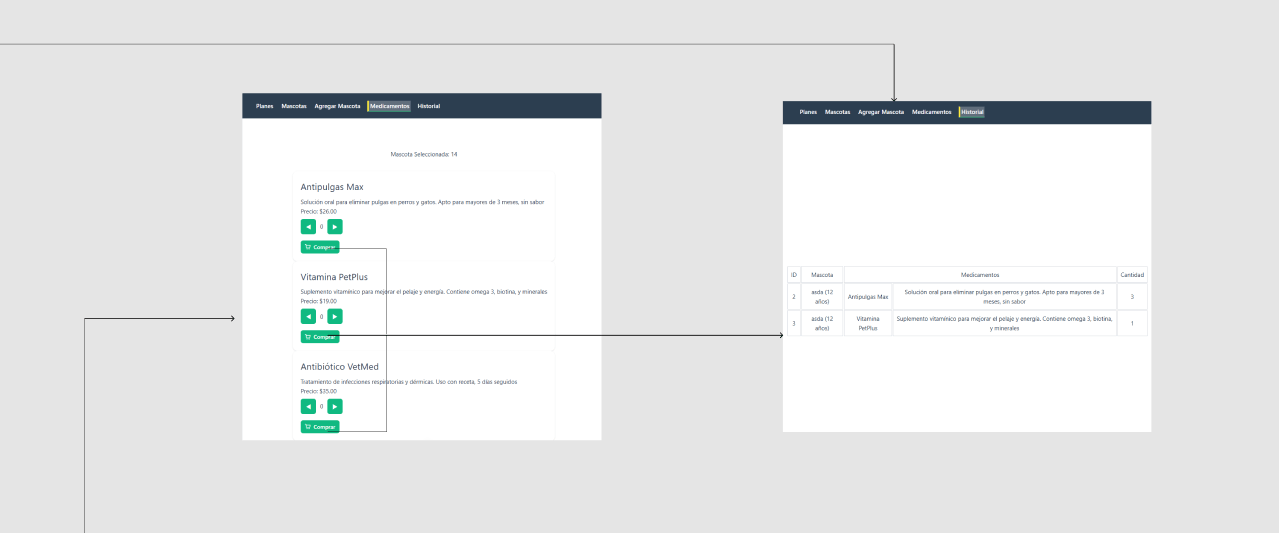 Planes Mascotas Agregar Mascota Medicamentos Historial
Mascota Seleccionada: 14
Antipulgas Max
Solución oral para eliminar pulgas en perros y gatos. Apto para mayores de 3 meses, sin sabor
Precio: $26.00
0
Comprar
Vitamina PetPlus
Suplemento vitamínico para mejorar el pelaje y energía. Contiene omega 3, biotina, y minerales
Precio: $19.00
0
Comprar
Antibiótico VetMed
Tratamiento de infecciones respiratorias y dérmicas. Uso con receta, 5 días seguidos
Precio: $35.00
0
Comprar
Planes Mascotas Agregar Mascota Medicamentos Historial
ID Mascota Medicamentos Cantidad
2 asda (12 años) Antipulgas Max Solución oral para eliminar pulgas en perros y gatos. Apto para mayores de 3 meses, sin sabor 3
3 asda (12 años) Vitamina PetPlus Suplemento vitamínico para mejorar el pelaje y energía. Contiene omega 3, biotina, y minerales 1